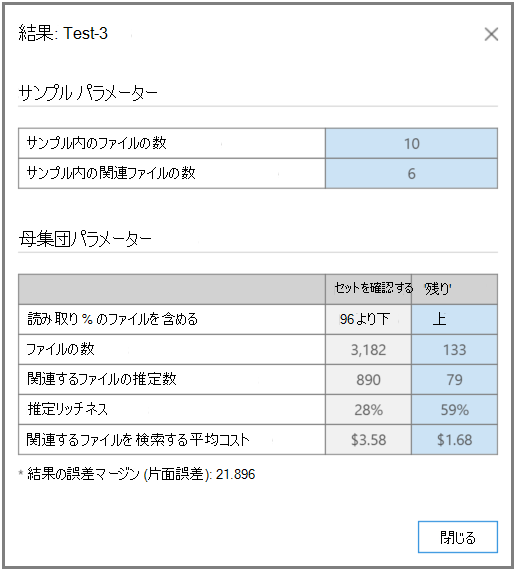 結果: Test-3
サンプル パラメーター
サンプル内のファイルの数 10
サンプル内の関連ファイルの数 6
母集団パラメーター
セットを確認する '残り'
読み取り % のファイルを含める 96より下 上
ファイルの数 3,182 133
関連するファイルの推定数 890 79
推定リッチネス 28% 59%
関連するファイルを検索する平均コスト $3.58 $1.68
* 結果の誤差マージン (片面誤差): 21.896
閉じる